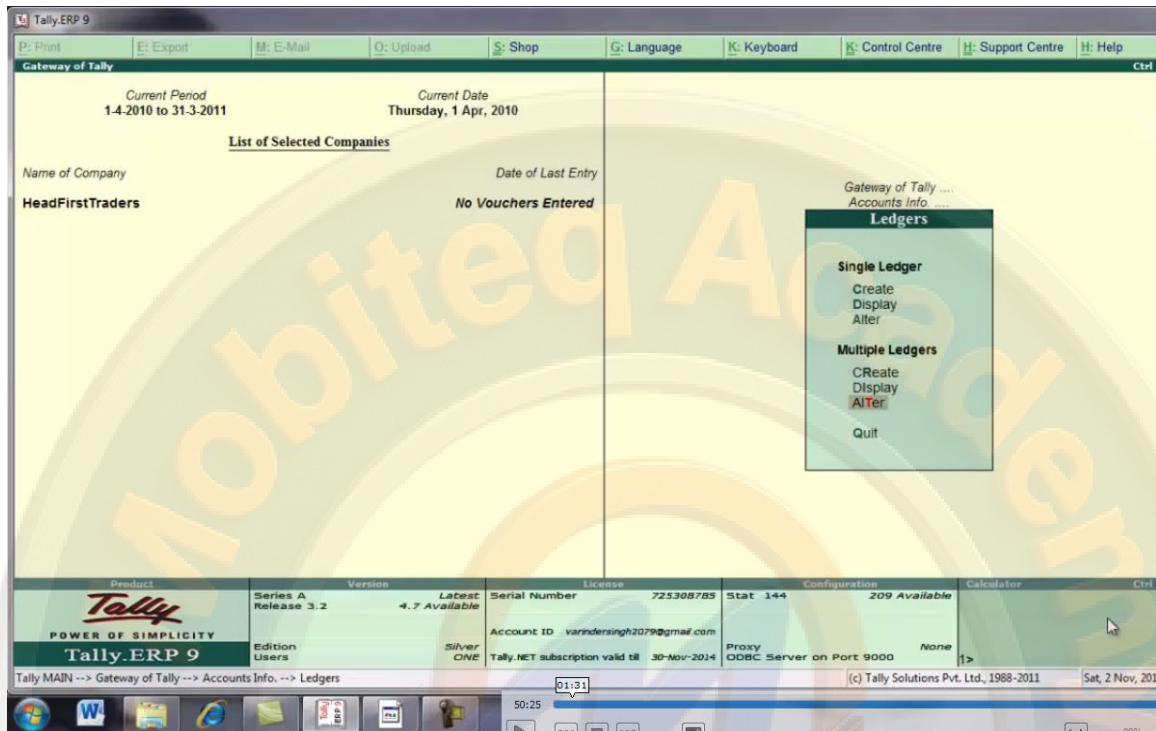 Tally.ERP 9
P: Print E: Export M: E-Mail O: Upload S: Shop G: Language K: Keyboard K: Control Centre H: Support Centre H: Help
Gateway of Tally Ctrl
Current Period Current Date
1-4-2010 to 31-3-2011 Thursday, 1 Apr, 2010
List of Selected Companies
Name of Company Date of Last Entry
HeadFirstTraders No Vouchers Entered
Gateway of Tally ....
Accounts Info. ....
Ledgers
Single Ledger
Create
Display
Alter
Multiple Ledgers
CReate
DIsplay
AlTer
Quit
Mobiteq Academ
Product Version License Configuration Calculator Ctrl
Tally
POWER OF SIMPLICITY
Tally.ERP 9
Series A Latest
Release 3.2 4.7 Available
Edition Silver
Users ONE
Serial Number 725308785
Account ID varindersingh2079@gmail.com
Tally.NET subscription valid till 30-Nov-2014
Stat 144 209 Available
Proxy None
ODBC Server on Port 9000
1>
Tally MAIN --> Gateway of Tally --> Accounts Info. --> Ledgers (c) Tally Solutions Pvt. Ltd., 1988-2011 Sat, 2 Nov, 201
01:31
50:25